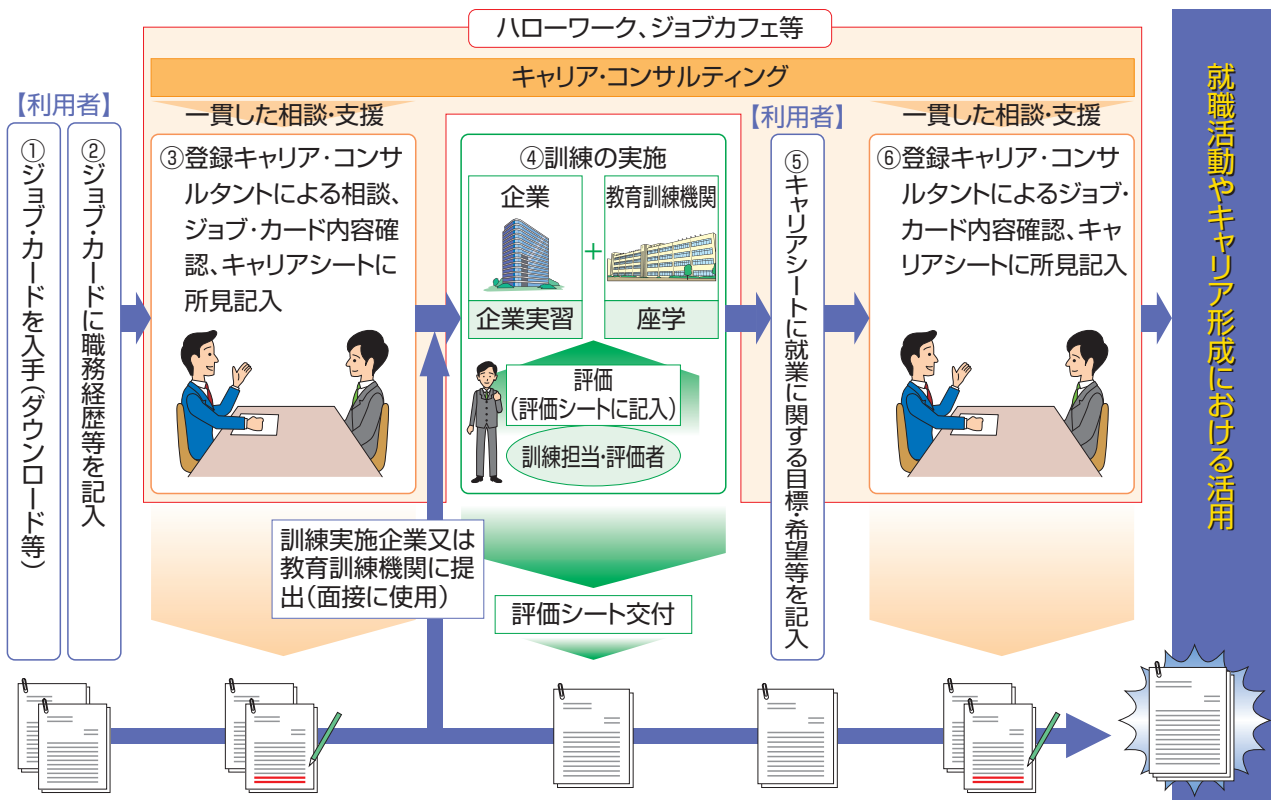 ハローワーク、ジョブカフェ等
キャリア・コンサルティング
【利用者】
①ジョブ・カードを入手（ダウンロード等）
②ジョブ・カードに職務経歴等を記入
一貫した相談・支援
③登録キャリア・コンサ
ルタントによる相談、
ジョブ・カード内容確
認、キャリアシートに
所見記入
訓練実施企業又は
教育訓練機関に提
出（面接に使用）
④訓練の実施
企業
+
教育訓練機関
企業実習
座学
評価
（評価シートに記入）
訓練担当・評価者
評価シート交付
【利用者】
⑤キャリアシートに就業に関する目標・希望等を記入
一貫した相談・支援
⑥登録キャリア・コンサ
ルタントによるジョブ・
カード内容確認、キャ
リアシートに所見記入
就職活動やキャリア形成における活用